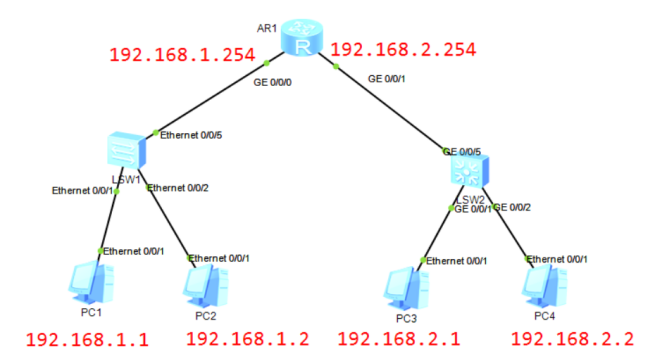 AR1
192.168.1.254
192.168.2.254
R
GE 0/0/0
GE 0/0/1
Ethernet 0/0/5
GE 0/0/5
LSW1
LSW2
Ethernet 0/0/1
Ethernet 0/0/2
GE 0/0/1
GE 0/0/2
Ethernet 0/0/1
Ethernet 0/0/1
Ethernet 0/0/1
Ethernet 0/0/1
PC1
PC2
PC3
PC4
192.168.1.1
192.168.1.2
192.168.2.1
192.168.2.2